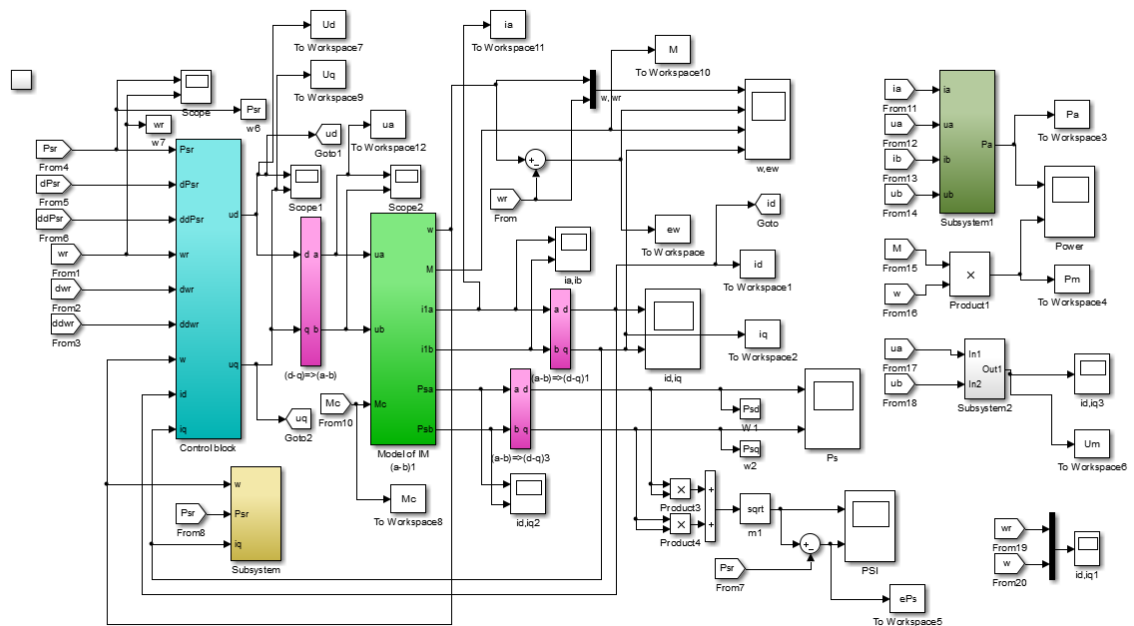 Ud
To Workspace7
ia
To Workspace11
M
To Workspace10
Uq
To Workspace9
Scope
Psr
w6
wr
w7
ud
Goto1
ua
To Workspace12
w, wr
w,ew
Psr
From4
dPsr
From5
ddPsr
From6
wr
From1
dwr
From2
ddwr
From3
Psr
dPsr
ddPsr
wr
dwr
ddwr
w
id
iq
ud
uq
Control block
Scope1
Scope2
d a
q b
(d-q)=>(a-b)
uq
Goto2
Mc
From10
ua
ub
Mc
w
M
i1a
i1b
Psa
Psb
Model of IM
(a-b)1
Mc
To Workspace8
+
-
wr
From
ew
To Workspace
id
Goto
id
To Workspace1
iq
To Workspace2
ia,ib
a d
b q
(a-b)=>(d-q)1
id,iq
a d
b q
(a-b)=>(d-q)3
Psd
W.1
Psq
w2
Ps
id,iq2
×
Product3
×
Product4
+
+
sqrt
m1
+
-
Psr
From7
PSI
ePs
To Workspace5
w
Psr
iq
Psr
From8
Subsystem
ia
From11
ua
From12
ib
From13
ub
From14
ia
ua
ib
ub
Pa
Subsystem1
Pa
To Workspace3
Power
M
From15
w
From16
×
Product1
Pm
To Workspace4
ua
From17
ub
From18
In1
In2
Out1
Subsystem2
id,iq3
Um
To Workspace6
wr
From19
w
From20
id,iq1